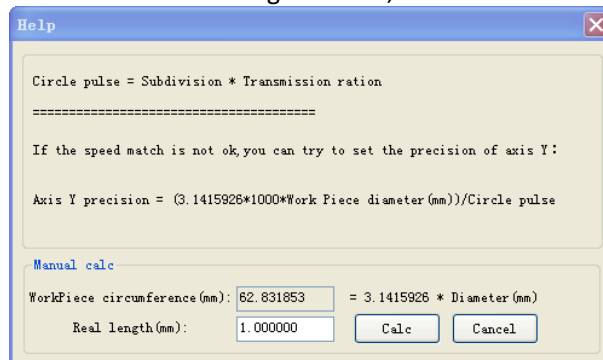 Help
Circle pulse = Subdivision * Transmission ration
=======================================
If the speed match is not ok,you can try to set the precision of axis Y:
Axis Y precision = (3.1415926*1000*Work Piece diameter(mm))/Circle pulse
Manual calc
WorkPiece circumference(mm): 62.831853 = 3.1415926 * Diameter(mm)
Real length(mm): 1.000000 Calc Cancel